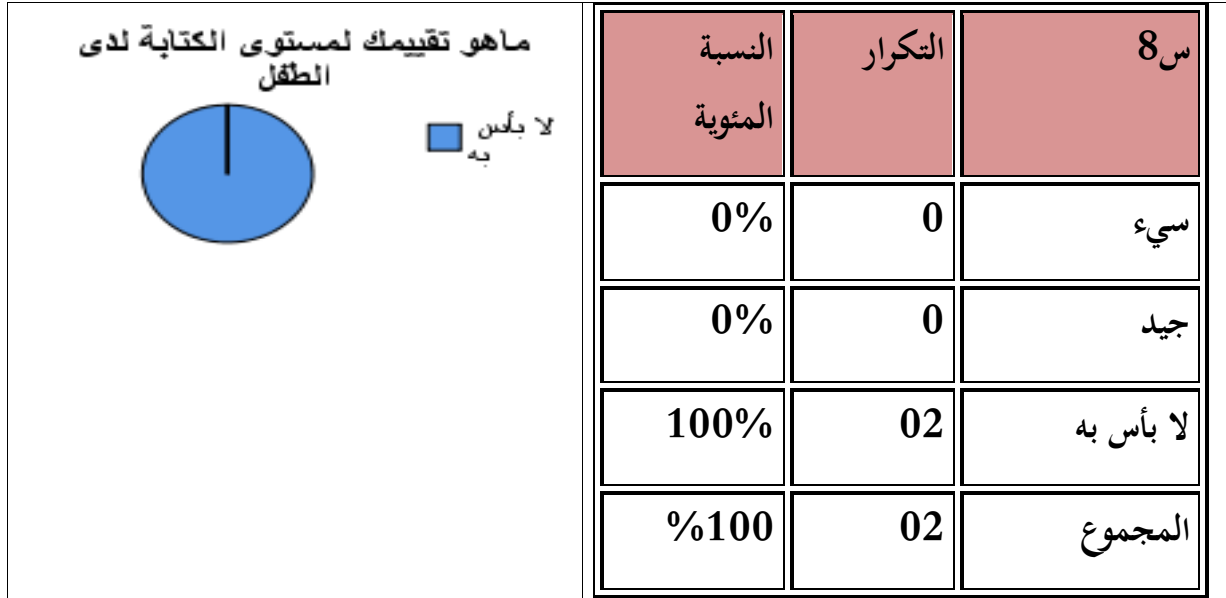 س8 التكرار النسبة
المئوية
سيء 0 0%
جيد 0 0%
لا بأس به 02 100%
المجموع 02 %100
ماهو تقييمك لمستوى الكتابة لدى
الطفل
لا بأس
به